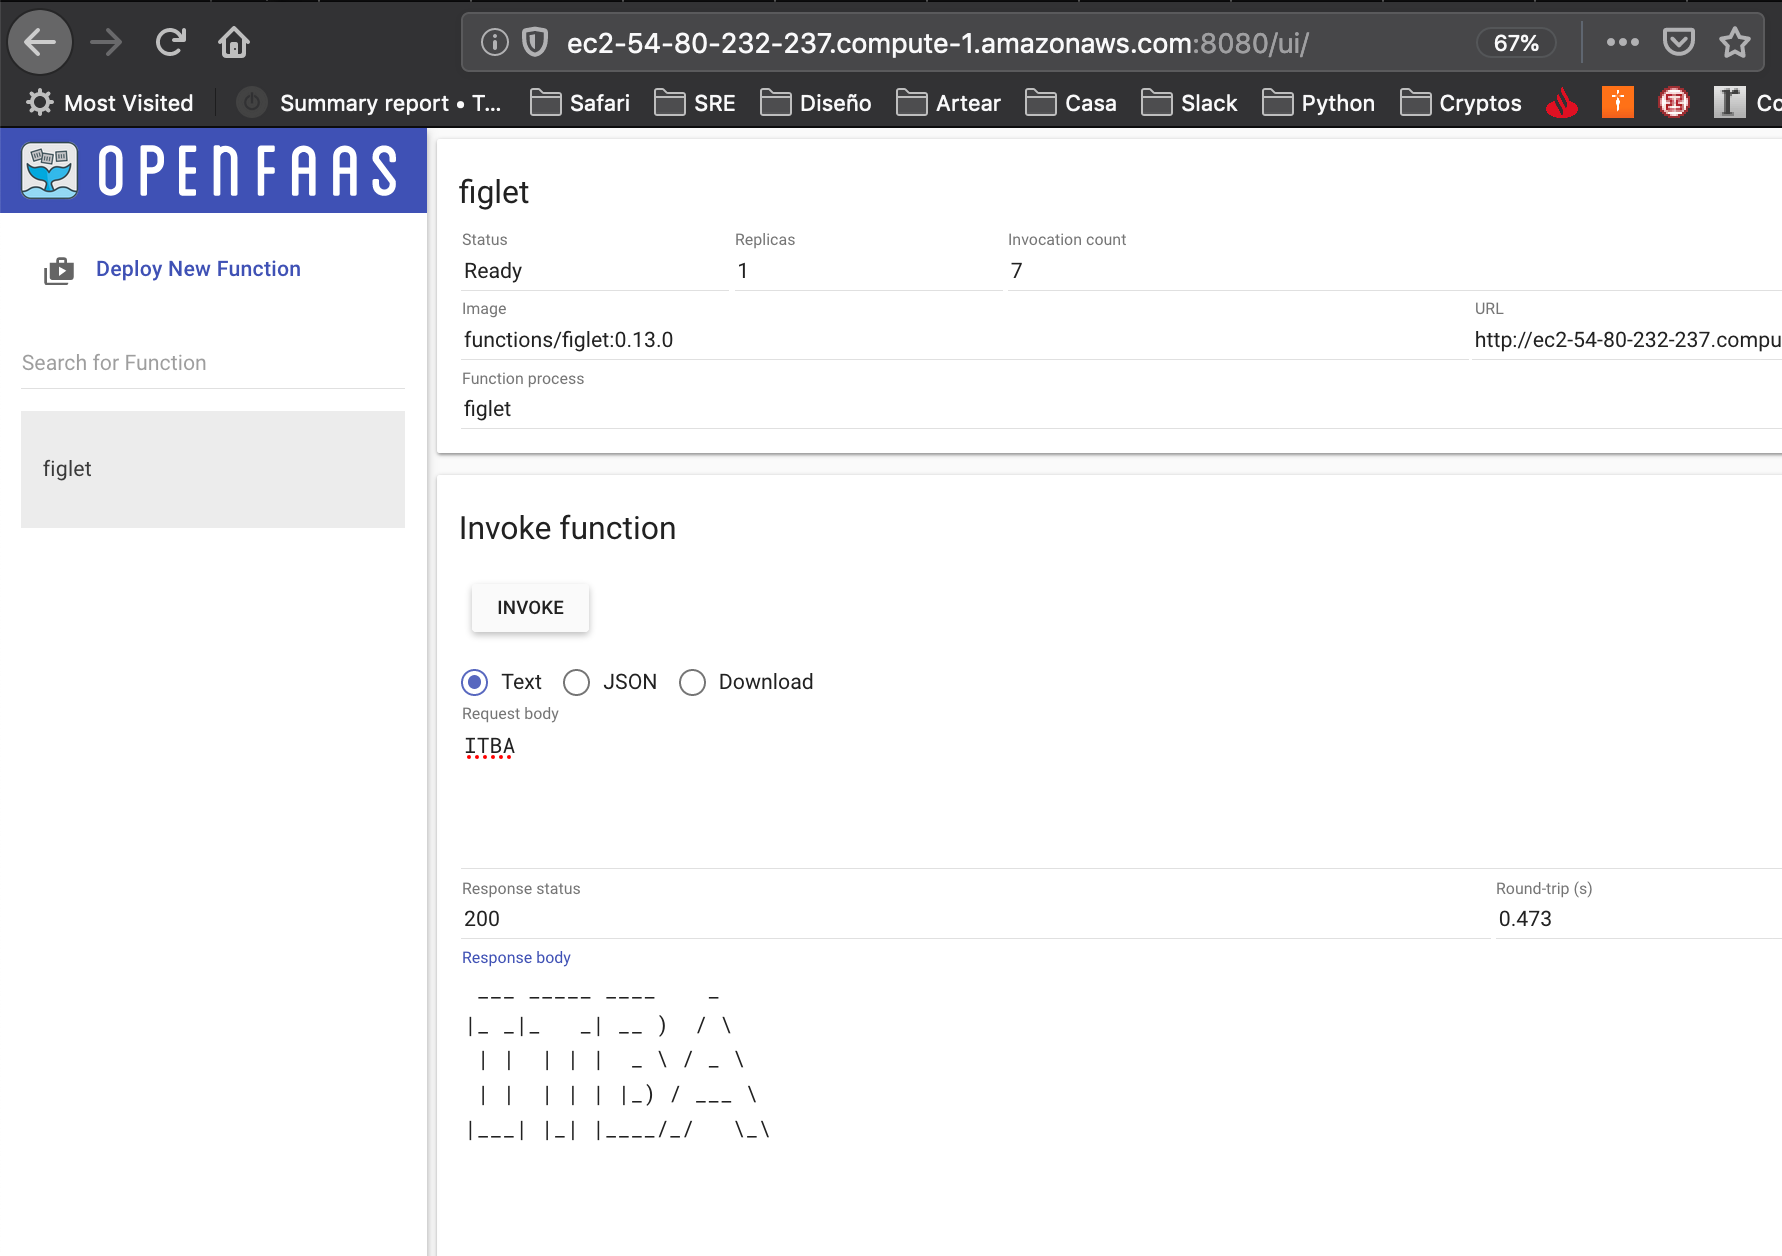 ec2-54-80-232-237.compute-1.amazonaws.com:8080/ui/ 67%
Most Visited Summary report • T... Safari SRE Diseño Artear Casa Slack Python Cryptos Co
OPENFAAS
Deploy New Function
Search for Function
figlet
figlet
Status Replicas Invocation count
Ready 1 7
Image URL
functions/figlet:0.13.0 http://ec2-54-80-232-237.compu
Function process
figlet
Invoke function
INVOKE
Text JSON Download
Request body
ITBA
Response status Round-trip (s)
200 0.473
Response body
 ___ _____ ____    _
|_ _|_   _| __ )  / \
 | |  | | |  _ \ / _ \
 | |  | | | |_) / ___ \
|___| |_| |____/_/   \_\